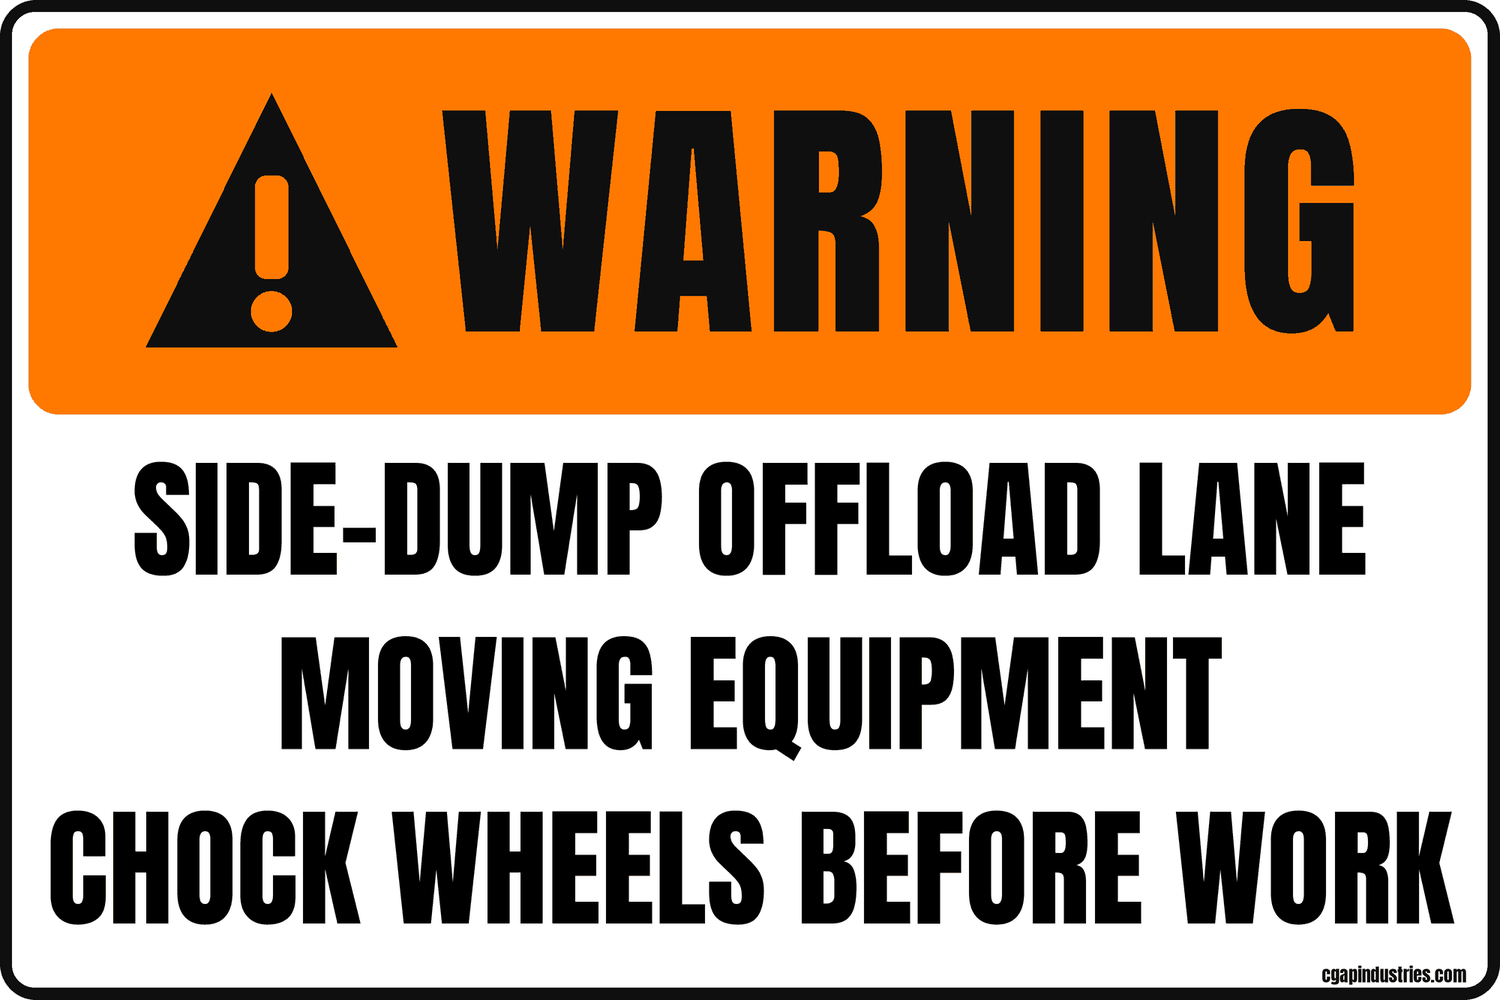 WARNING
SIDE-DUMP OFFLOAD LANE
MOVING EQUIPMENT
CHOCK WHEELS BEFORE WORK
cgapindustries.com